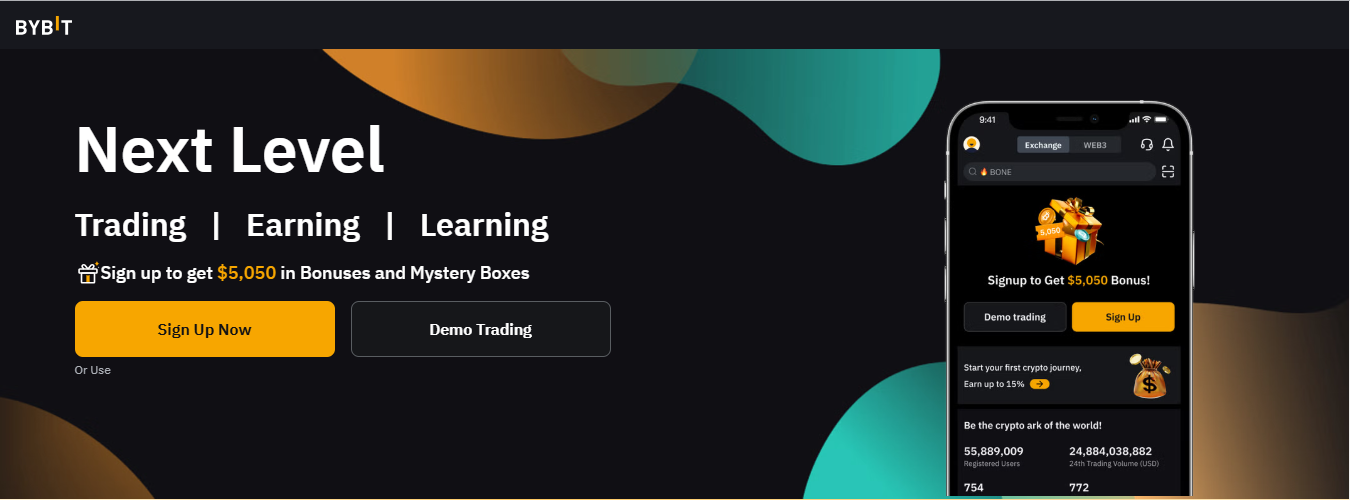 BYBIT
Next Level
Trading | Earning | Learning
Sign up to get $5,050 in Bonuses and Mystery Boxes
Sign Up Now
Demo Trading
Or Use
9:41
Exchange WEB3
BONE
5,050
Signup to Get $5,050 Bonus!
Demo trading
Sign Up
Start your first crypto journey,
Earn up to 15%
$
Be the crypto ark of the world!
55,889,009 24,884,038,882
Registered Users 24th Trading Volume (USD)
754 772